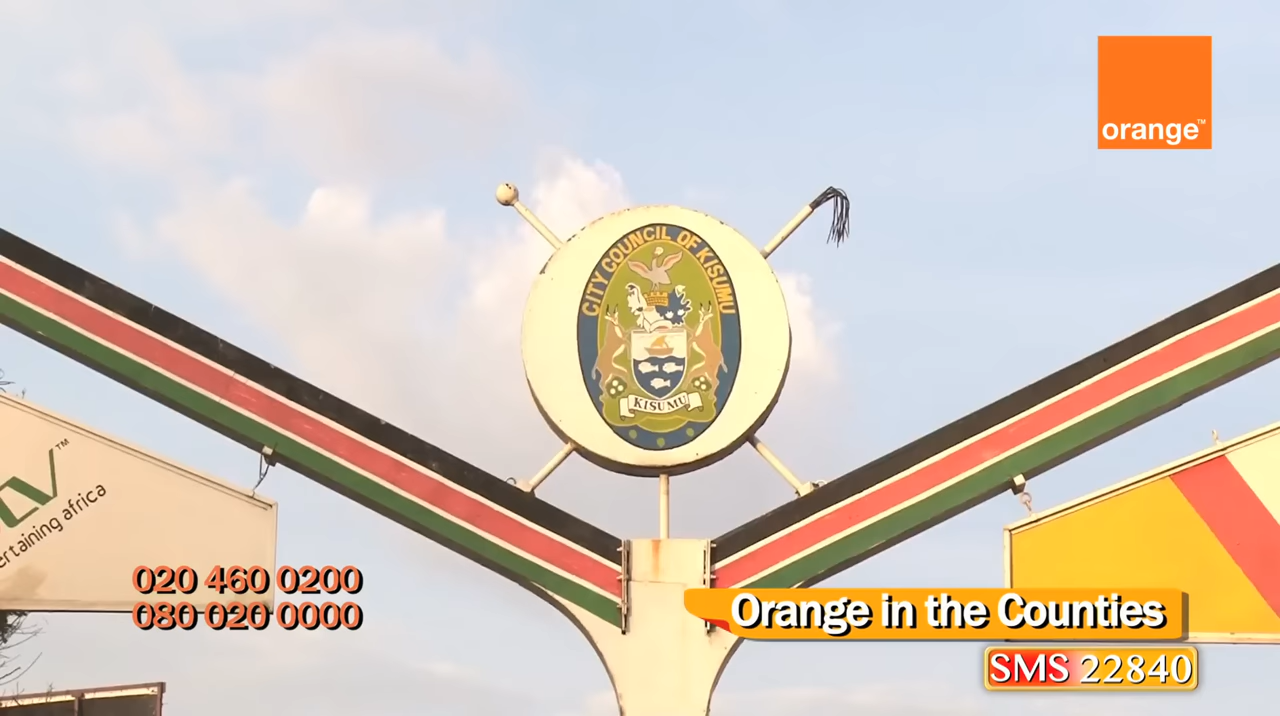 orange™
CITY COUNCIL OF KISUMU
KISUMU
africa
020 460 0200
080 020 0000
Orange in the Counties
SMS 22840